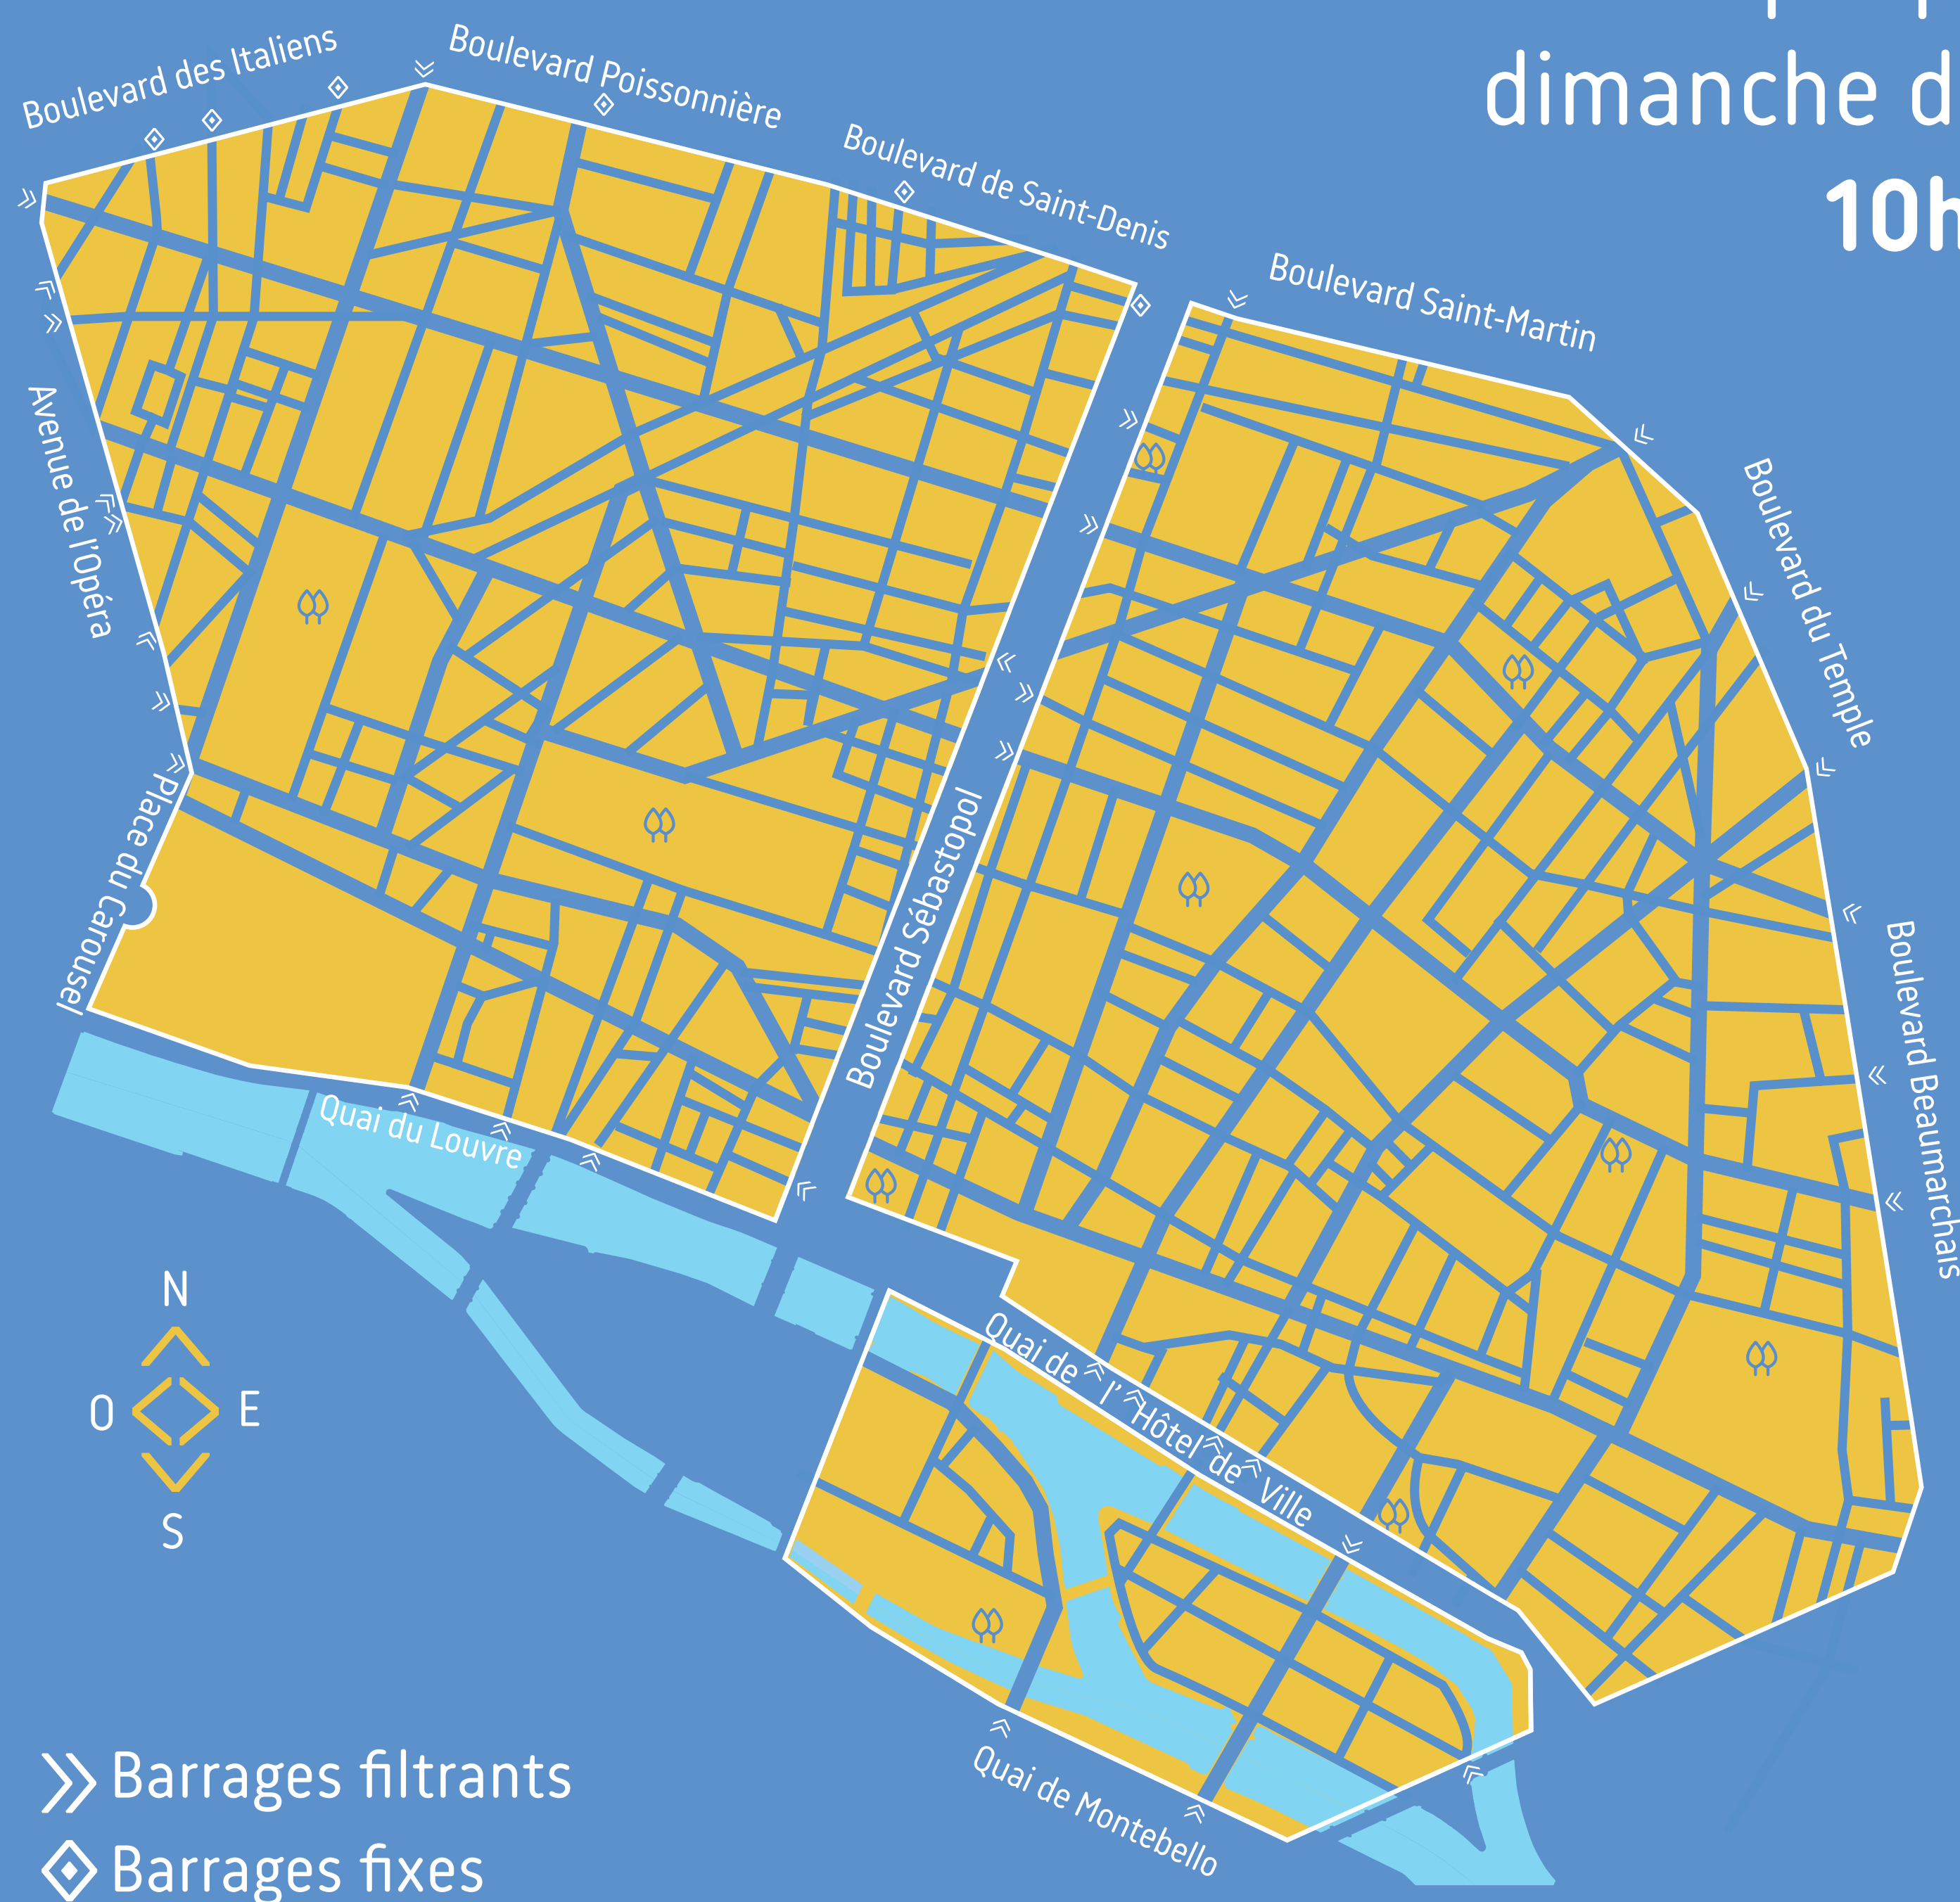 dimanche d
10h
Boulevard des Italiens
Boulevard Poissonnière
Boulevard de Saint-Denis
Boulevard Saint-Martin
Boulevard du Temple
Boulevard Beaumarchais
Avenue de l'Opéra
Place du Carrousel
Boulevard Sébastopol
Quai du Louvre
Quai de l'Hôtel de Ville
Quai de Montebello
N
O E
S
Barrages filtrants
Barrages fixes